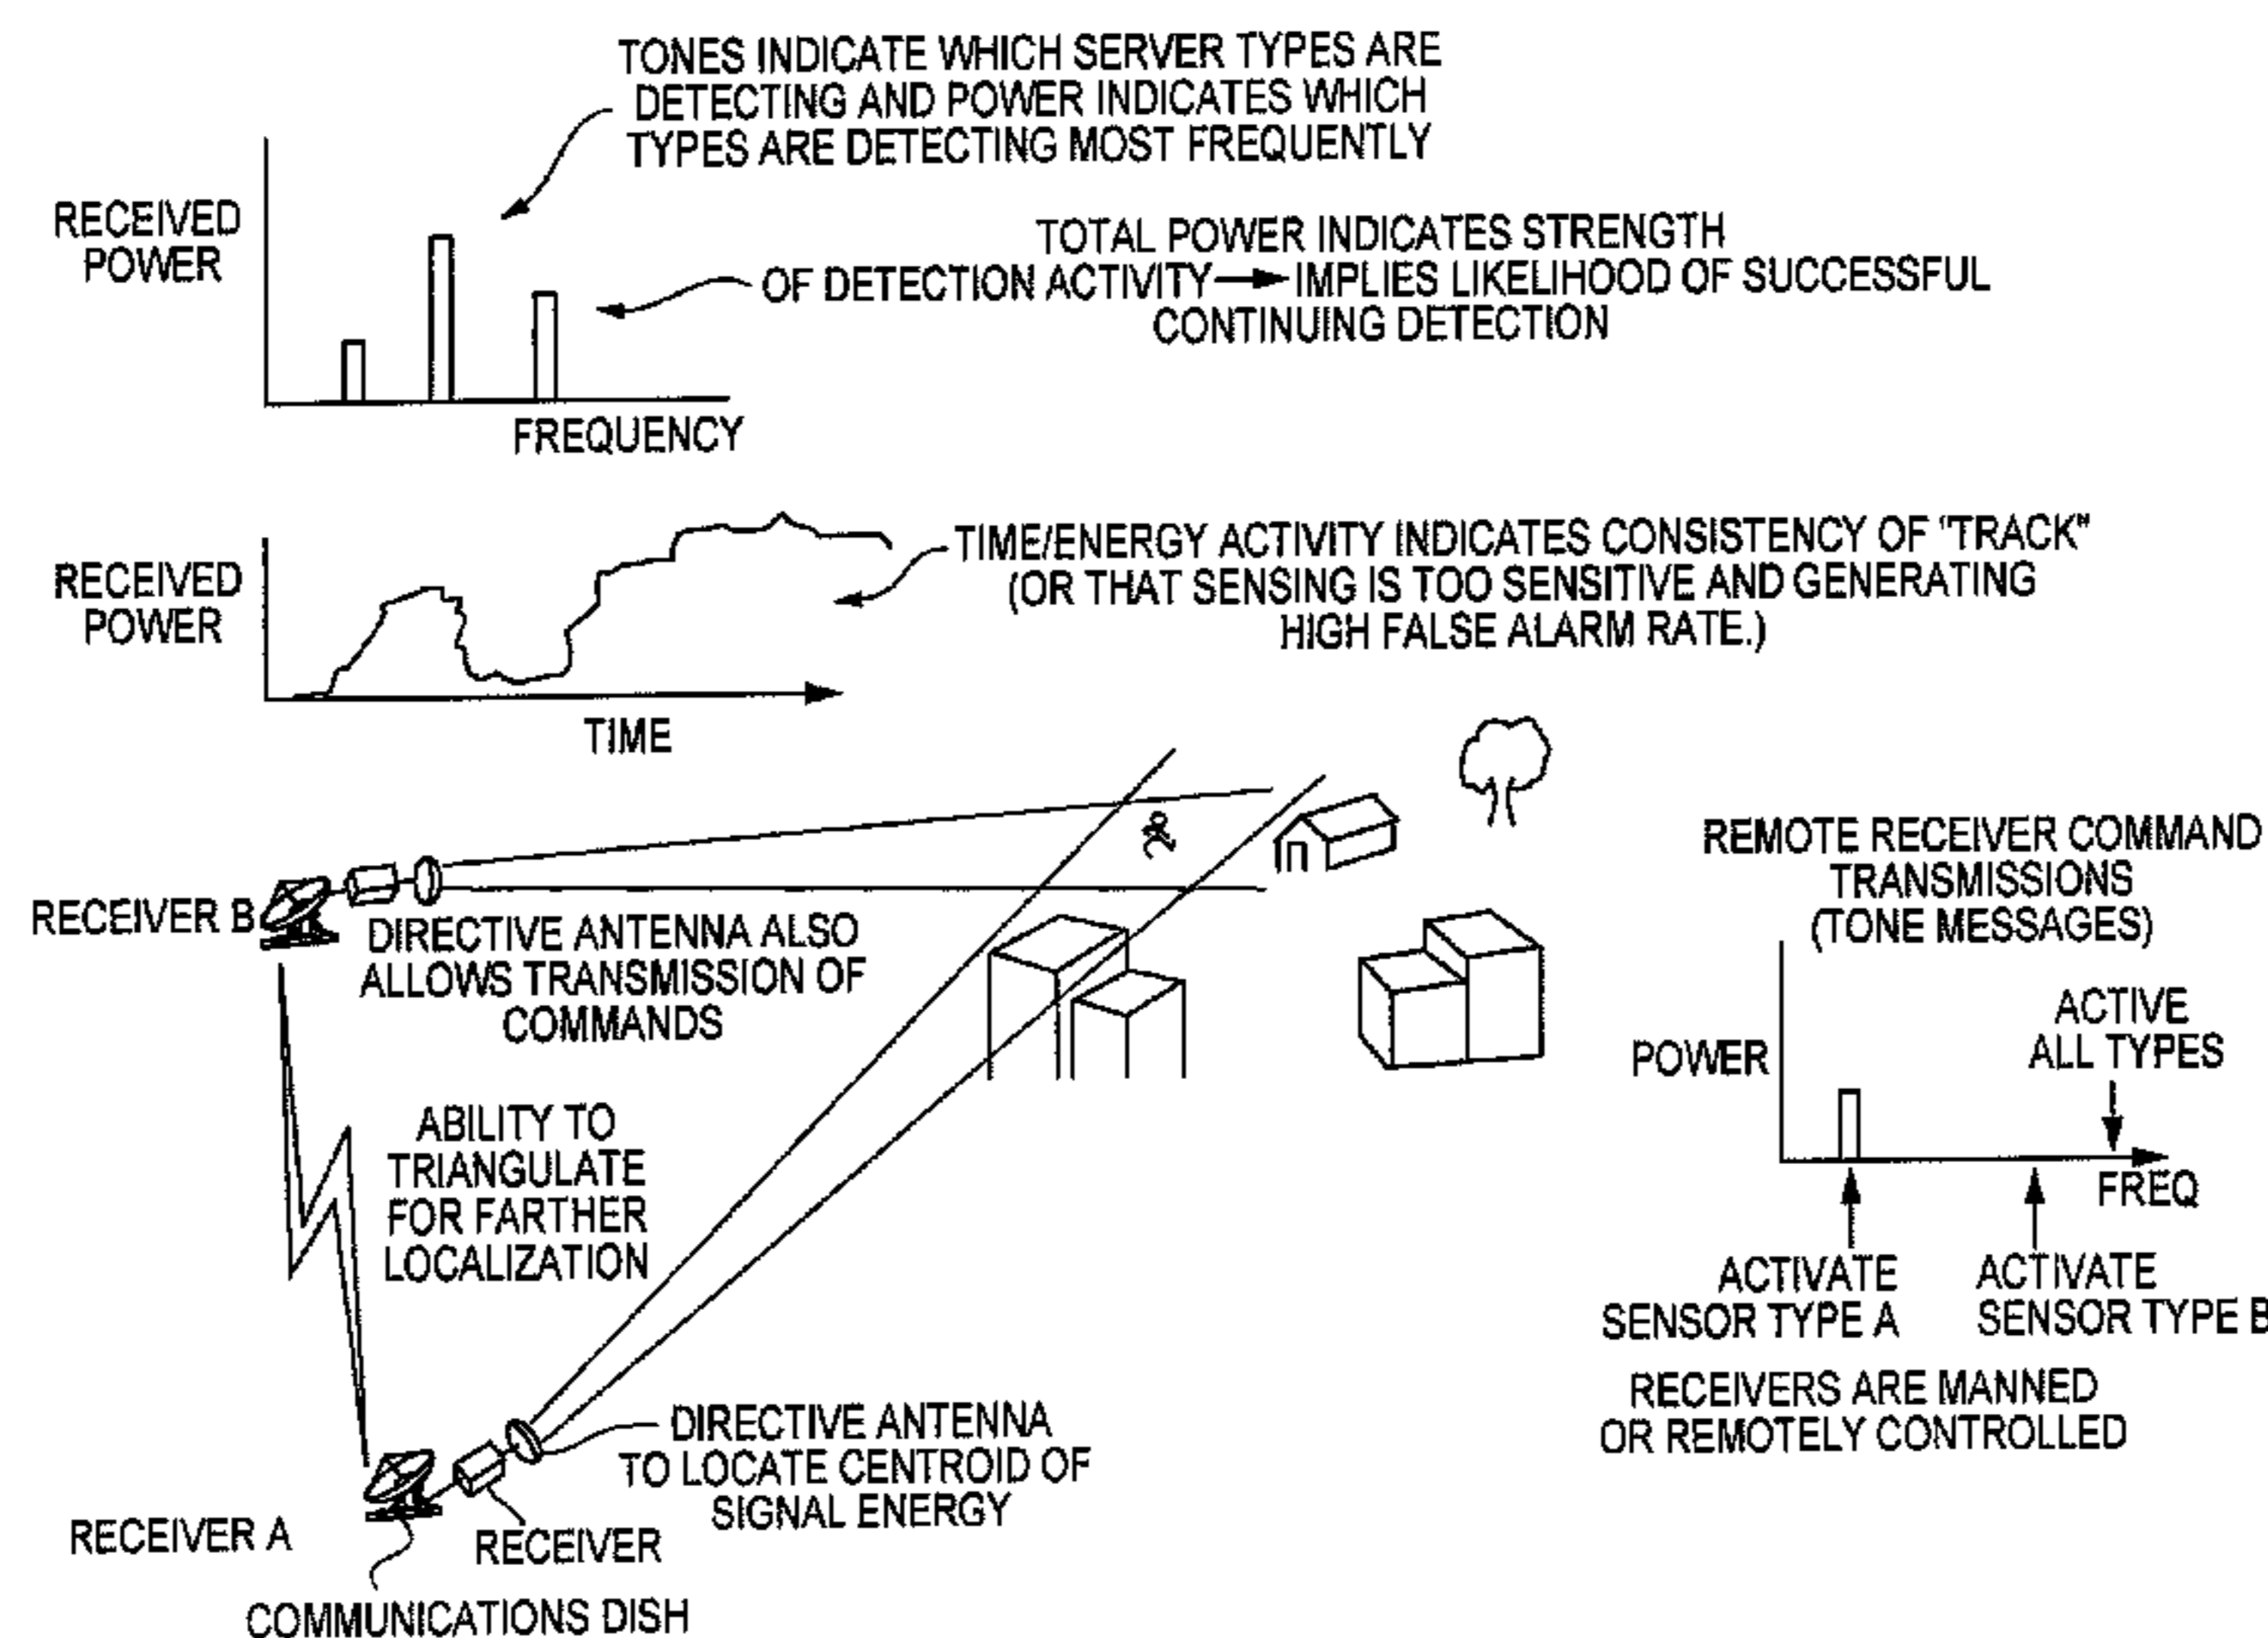 TONES INDICATE WHICH SERVER TYPES ARE
DETECTING AND POWER INDICATES WHICH
TYPES ARE DETECTING MOST FREQUENTLY
RECEIVED
POWER
TOTAL POWER INDICATES STRENGTH
OF DETECTION ACTIVITY → IMPLIES LIKELIHOOD OF SUCCESSFUL
CONTINUING DETECTION
FREQUENCY
RECEIVED
POWER
TIME/ENERGY ACTIVITY INDICATES CONSISTENCY OF "TRACK"
(OR THAT SENSING IS TOO SENSITIVE AND GENERATING
HIGH FALSE ALARM RATE.)
TIME
RECEIVER B
DIRECTIVE ANTENNA ALSO
ALLOWS TRANSMISSION OF
COMMANDS
REMOTE RECEIVER COMMAND
TRANSMISSIONS
(TONE MESSAGES)
POWER
ACTIVE
ALL TYPES
FREQ
ACTIVATE
SENSOR TYPE A
ACTIVATE
SENSOR TYPE B
RECEIVERS ARE MANNED
OR REMOTELY CONTROLLED
ABILITY TO
TRIANGULATE
FOR FARTHER
LOCALIZATION
DIRECTIVE ANTENNA
TO LOCATE CENTROID OF
SIGNAL ENERGY
RECEIVER A
RECEIVER
COMMUNICATIONS DISH